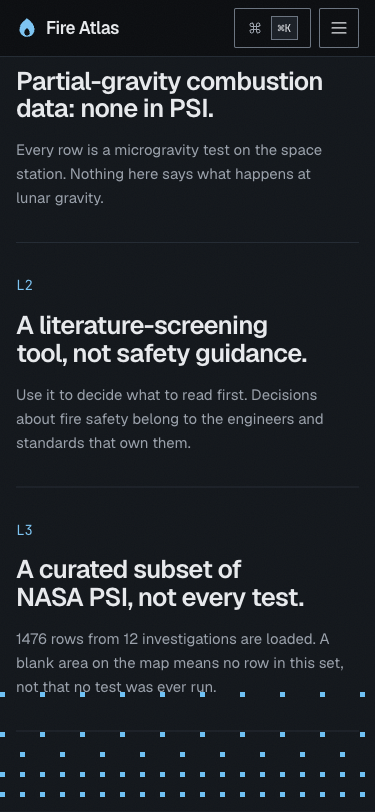 Fire Atlas
⌘ ⌘K
Partial-gravity combustion
data: none in PSI.
Every row is a microgravity test on the space
station. Nothing here says what happens at
lunar gravity.
L2
A literature-screening
tool, not safety guidance.
Use it to decide what to read first. Decisions
about fire safety belong to the engineers and
standards that own them.
L3
A curated subset of
NASA PSI, not every test.
1476 rows from 12 investigations are loaded. A
blank area on the map means no row in this set,
not that no test was ever run.